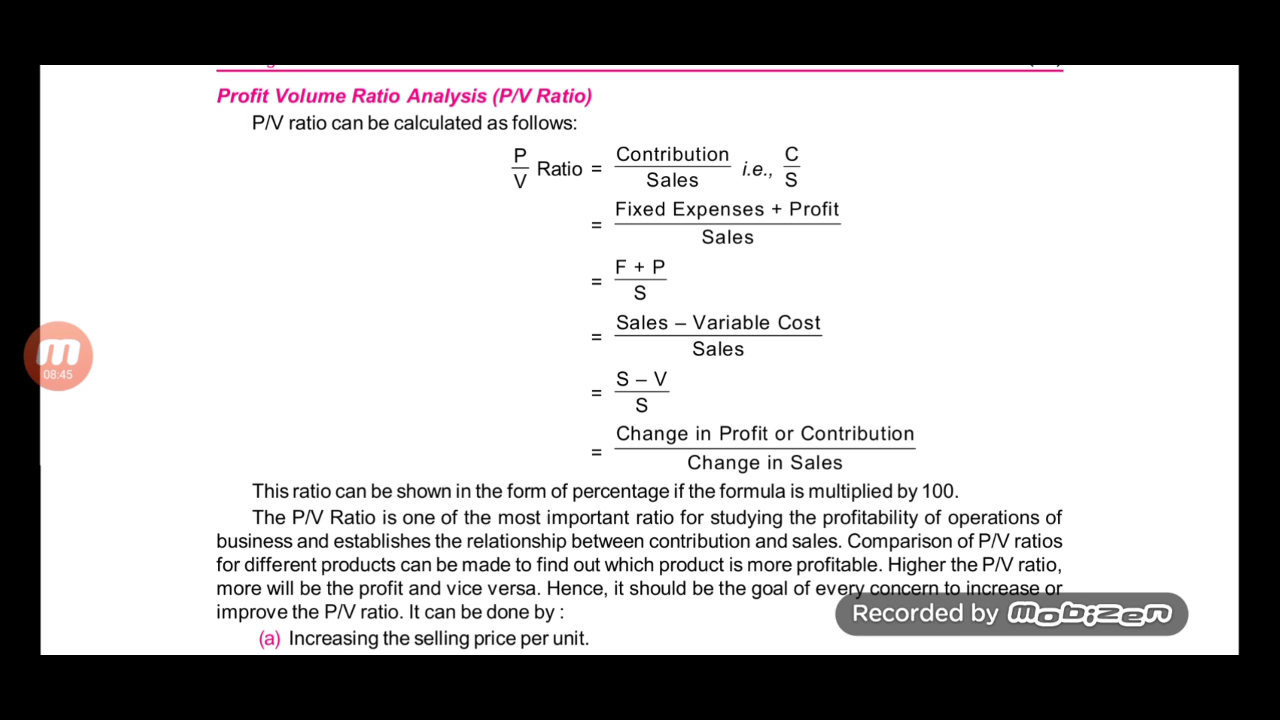 Profit Volume Ratio Analysis (P/V Ratio)
P/V ratio can be calculated as follows:
P/V Ratio = Contribution/Sales i.e., C/S
= Fixed Expenses + Profit/Sales
= F + P/S
= Sales – Variable Cost/Sales
= S – V/S
= Change in Profit or Contribution/Change in Sales
This ratio can be shown in the form of percentage if the formula is multiplied by 100.
The P/V Ratio is one of the most important ratio for studying the profitability of operations of
business and establishes the relationship between contribution and sales. Comparison of P/V ratios
for different products can be made to find out which product is more profitable. Higher the P/V ratio,
more will be the profit and vice versa. Hence, it should be the goal of every concern to increase or
improve the P/V ratio. It can be done by :
(a) Increasing the selling price per unit.
m
08:45
Recorded by mobizen